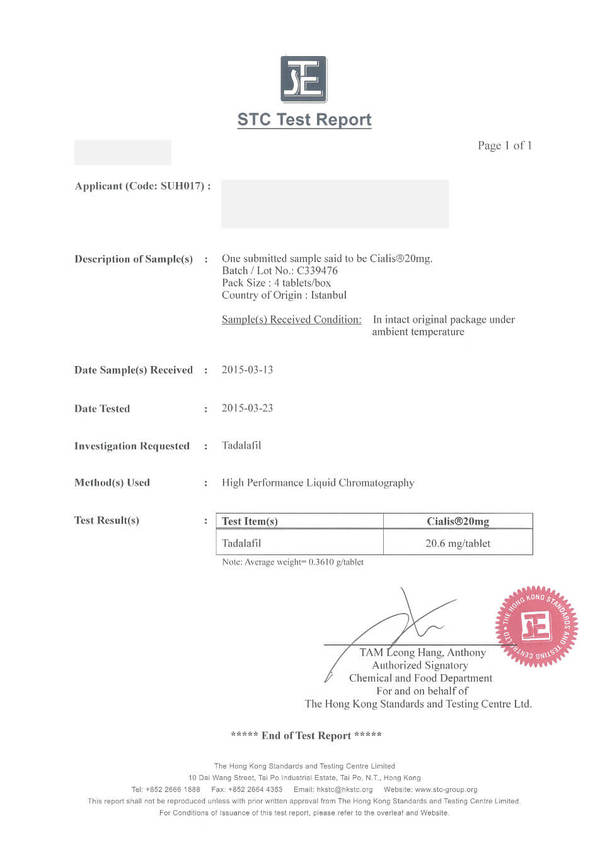 STE
STC Test Report
Page 1 of 1
Applicant (Code: SUH017) :
Description of Sample(s) : One submitted sample said to be Cialis®20mg.
Batch / Lot No.: C339476
Pack Size : 4 tablets/box
Country of Origin : Istanbul
Sample(s) Received Condition: In intact original package under
ambient temperature
Date Sample(s) Received : 2015-03-13
Date Tested : 2015-03-23
Investigation Requested : Tadalafil
Method(s) Used : High Performance Liquid Chromatography
Test Result(s) : Test Item(s) Cialis®20mg
Tadalafil 20.6 mg/tablet
Note: Average weight= 0.3610 g/tablet
THE HONG KONG STANDARDS AND TESTING CENTRE LTD.
TAM Leong Hang, Anthony
Authorized Signatory
Chemical and Food Department
For and on behalf of
The Hong Kong Standards and Testing Centre Ltd.
***** End of Test Report *****
The Hong Kong Standards and Testing Centre Limited
10 Dai Wang Street, Tai Po Industrial Estate, Tai Po, N.T., Hong Kong
Tel: +852 2666 1888 Fax: +852 2664 4353 Email: hkstc@hkstc.org Website: www.stc-group.org
This report shall not be reproduced unless with prior written approval from The Hong Kong Standards and Testing Centre Limited.
For Conditions of Issuance of this test report, please refer to the overleaf and Website.